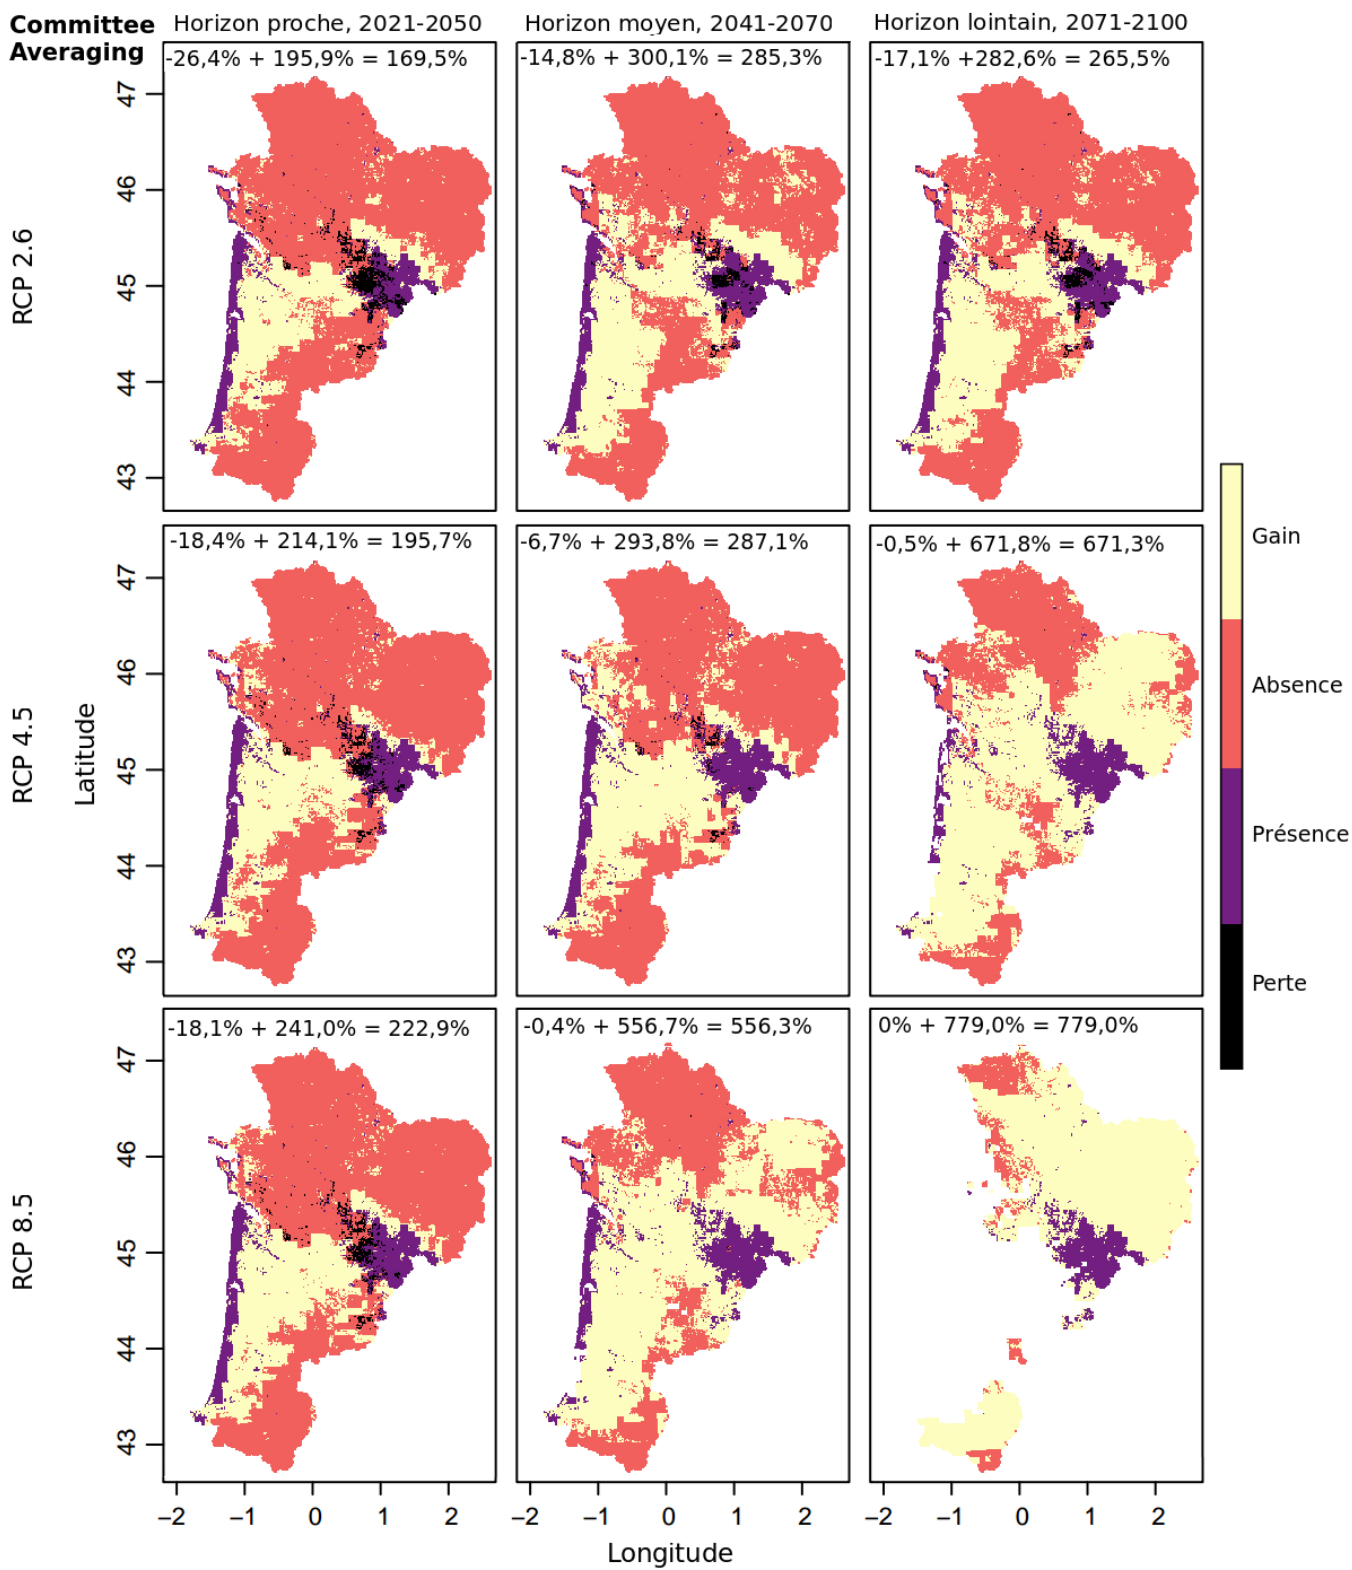 Committee
Averaging
Horizon proche, 2021-2050
Horizon moyen, 2041-2070
Horizon lointain, 2071-2100
RCP 2.6
-26,4% + 195,9% = 169,5%
-14,8% + 300,1% = 285,3%
-17,1% +282,6% = 265,5%
47
46
45
44
43
RCP 4.5
Latitude
-18,4% + 214,1% = 195,7%
-6,7% + 293,8% = 287,1%
-0,5% + 671,8% = 671,3%
47
46
45
44
43
RCP 8.5
-18,1% + 241,0% = 222,9%
-0,4% + 556,7% = 556,3%
0% + 779,0% = 779,0%
47
46
45
44
43
−2 −1 0 1 2
−2 −1 0 1 2
−2 −1 0 1 2
Longitude
Gain
Absence
Présence
Perte